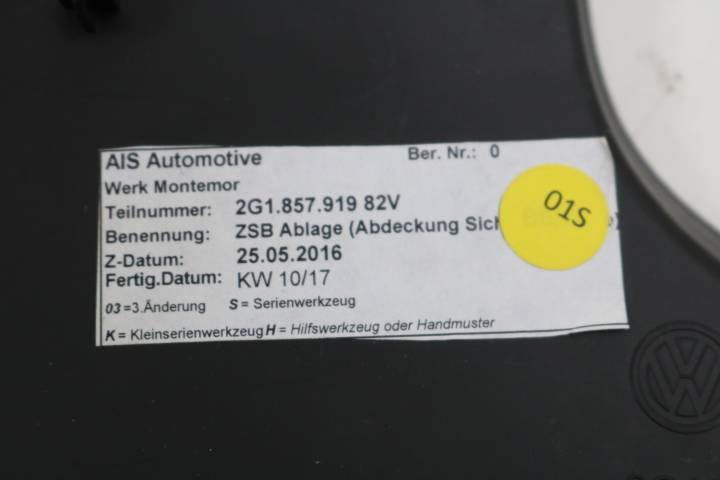 AIS Automotive Ber. Nr.: 0
Werk Montemor
Teilnummer: 2G1.857.919 82V
Benennung: ZSB Ablage (Abdeckung Sich
Z-Datum: 25.05.2016
Fertig.Datum: KW 10/17
03=3.Änderung S= Serienwerkzeug
K= Kleinserienwerkzeug H= Hilfswerkzeug oder Handmuster
01S
VW